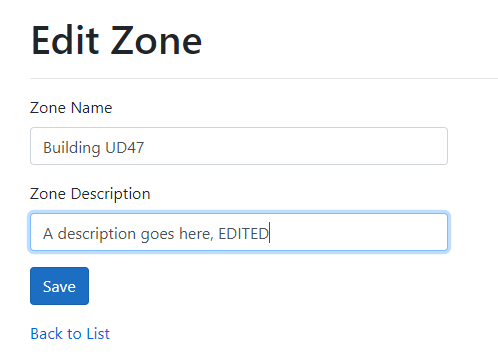 Edit Zone
Zone Name
Building UD47
Zone Description
A description goes here, EDITED
Save
Back to List